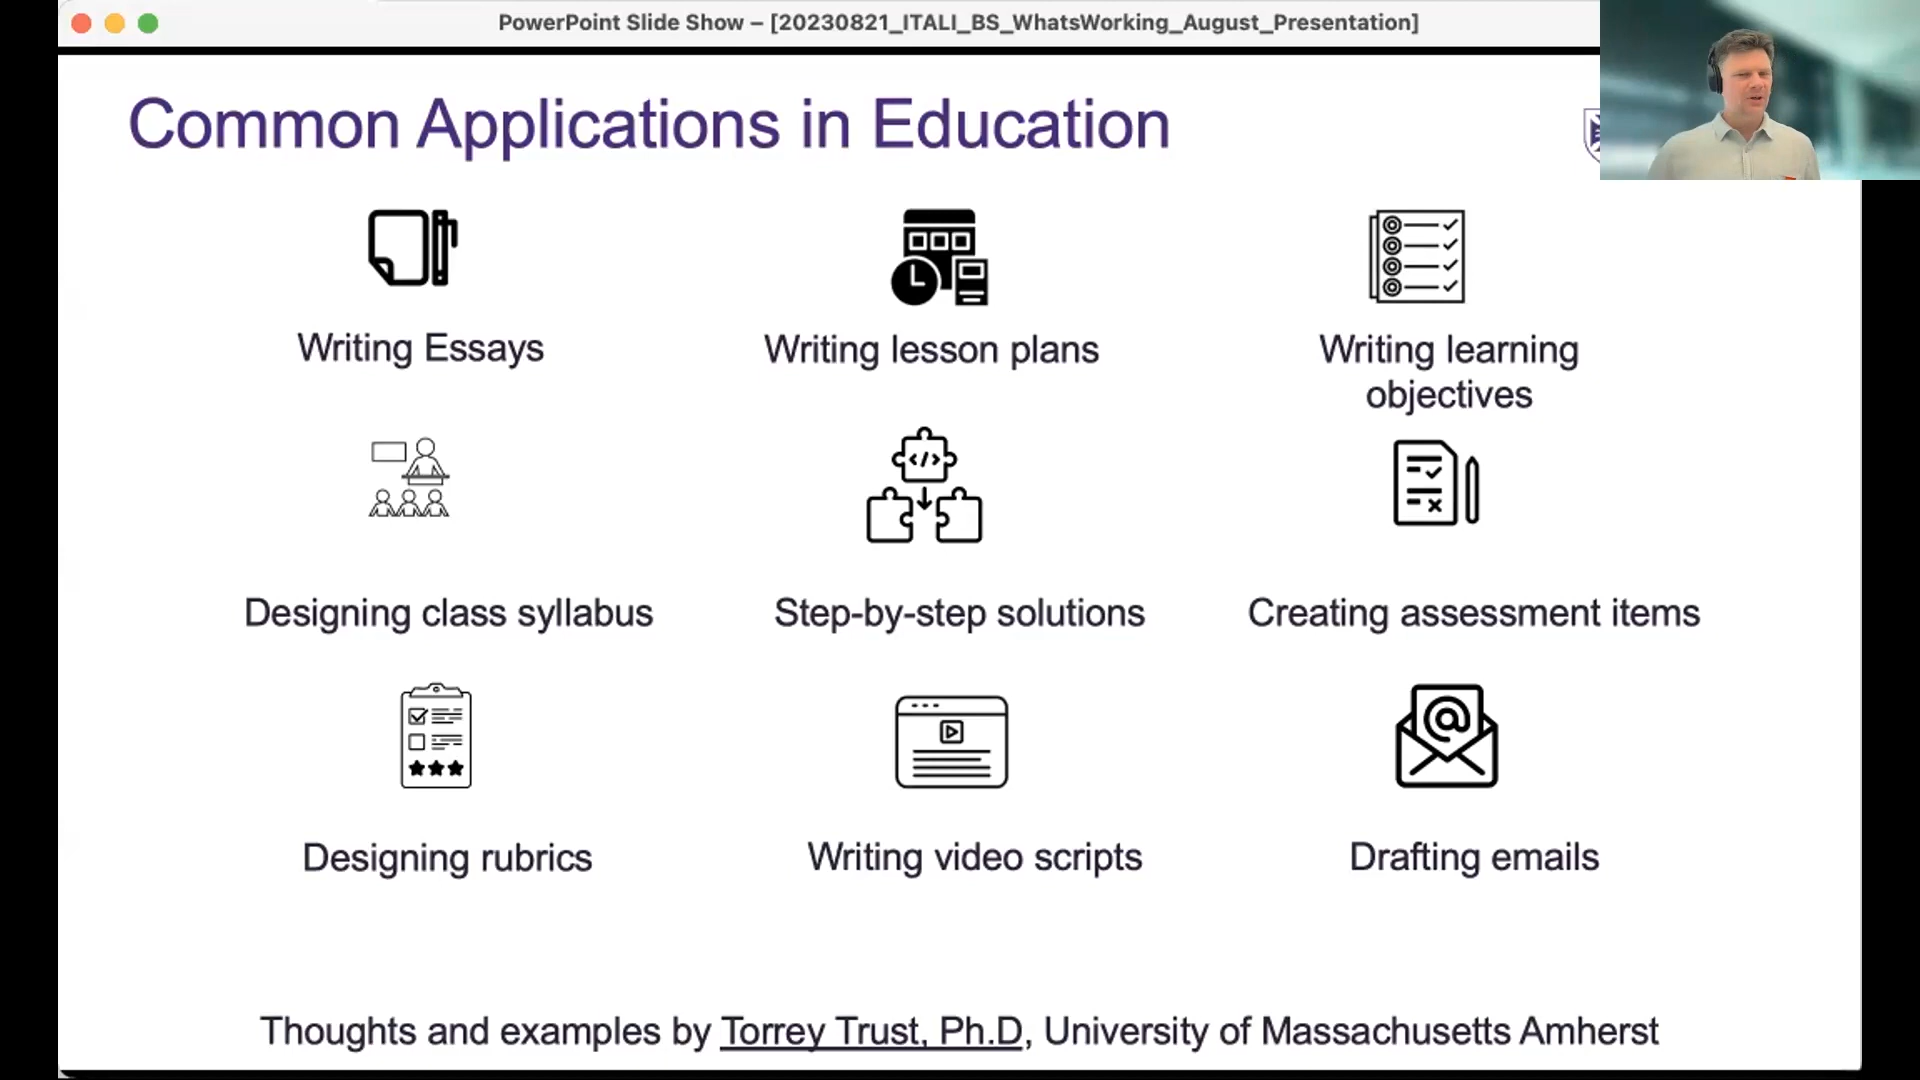 PowerPoint Slide Show – [20230821_ITALI_BS_WhatsWorking_August_Presentation]
Common Applications in Education
Writing Essays
Writing lesson plans
Writing learning
objectives
Designing class syllabus
Step-by-step solutions
Creating assessment items
Designing rubrics
Writing video scripts
Drafting emails
Thoughts and examples by Torrey Trust, Ph.D, University of Massachusetts Amherst